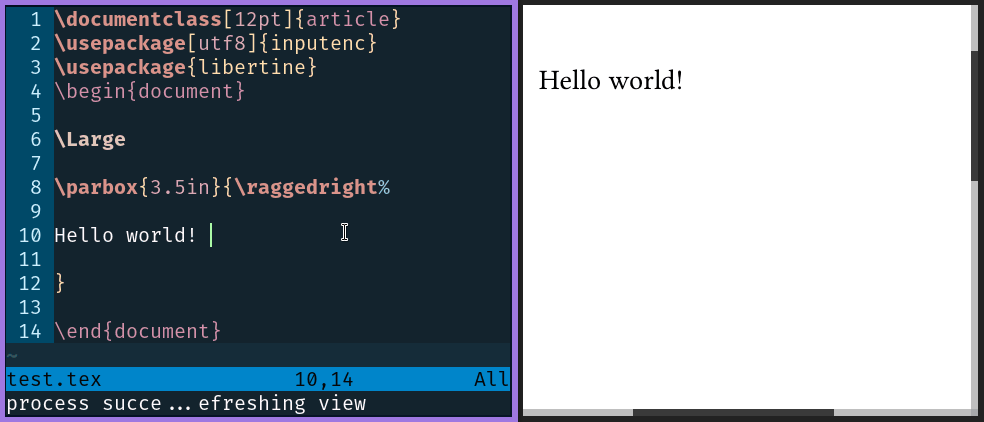 1 \documentclass[12pt]{article}
2 \usepackage[utf8]{inputenc}
3 \usepackage{libertine}
4 \begin{document}
5
6 \Large
7
8 \parbox{3.5in}{\raggedright%
9
10 Hello world!
11
12 }
13
14 \end{document}
~
test.tex 10,14 All
process succe...efreshing view
Hello world!